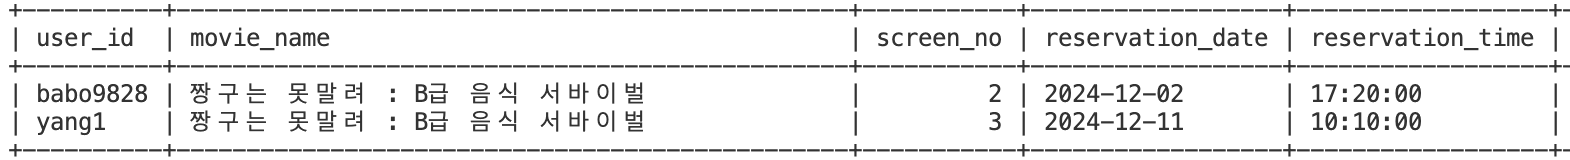 | user_id | movie_name | screen_no | reservation_date | reservation_time |
| babo9828 | 짱구는 못말려 : B급 음식 서바이벌 | 2 | 2024-12-02 | 17:20:00 |
| yang1 | 짱구는 못말려 : B급 음식 서바이벌 | 3 | 2024-12-11 | 10:10:00 |